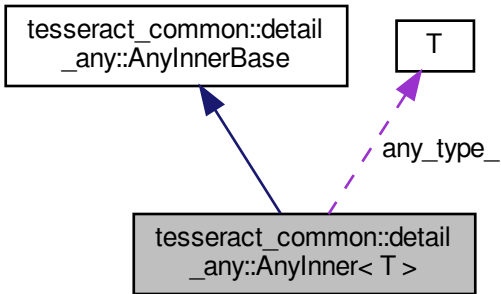 tesseract_common::detail
_any::AnyInnerBase
T
any_type_
tesseract_common::detail
_any::AnyInner< T >